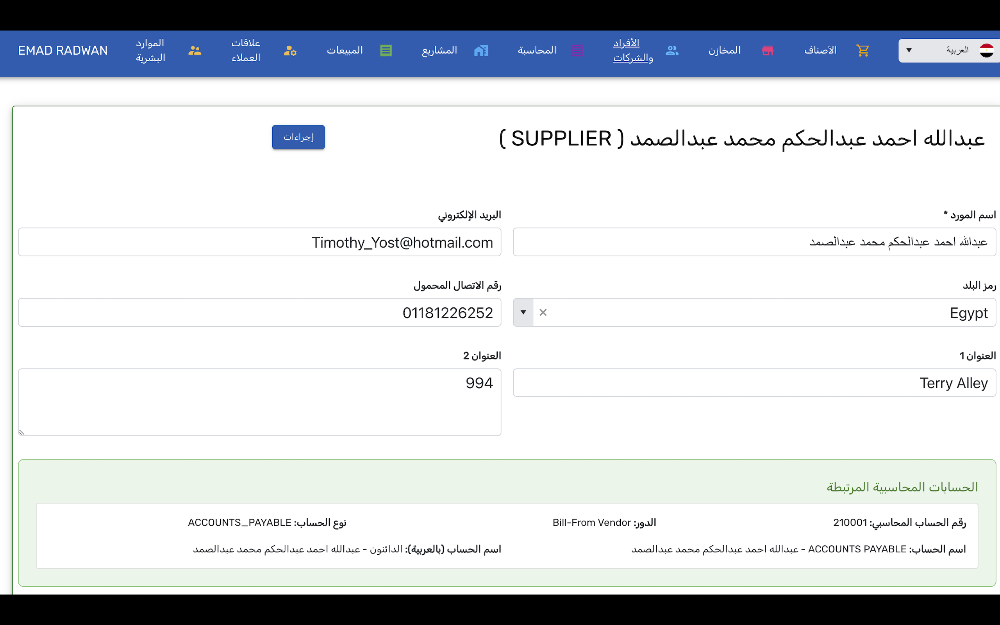 العربية
الأصناف
المخازن
الأفراد
والشركات
المحاسبة
المشاريع
المبيعات
علاقات
العملاء
الموارد
البشرية
EMAD RADWAN
عبدالله احمد عبدالحكم محمد عبدالصمد ( SUPPLIER )
إجراءات
اسم المورد *
عبدالله احمد عبدالحكم محمد عبدالصمد
البريد الإلكتروني
Timothy_Yost@hotmail.com
رمز البلد
Egypt
رقم الاتصال المحمول
01181226252
العنوان 1
Terry Alley
العنوان 2
994
الحسابات المحاسبية المرتبطة
رقم الحساب المحاسبي: 210001
الدور: Bill-From Vendor
نوع الحساب: ACCOUNTS_PAYABLE
اسم الحساب: ACCOUNTS PAYABLE - عبدالله احمد عبدالحكم محمد عبدالصمد
اسم الحساب (بالعربية): الدائنون - عبدالله احمد عبدالحكم محمد عبدالصمد